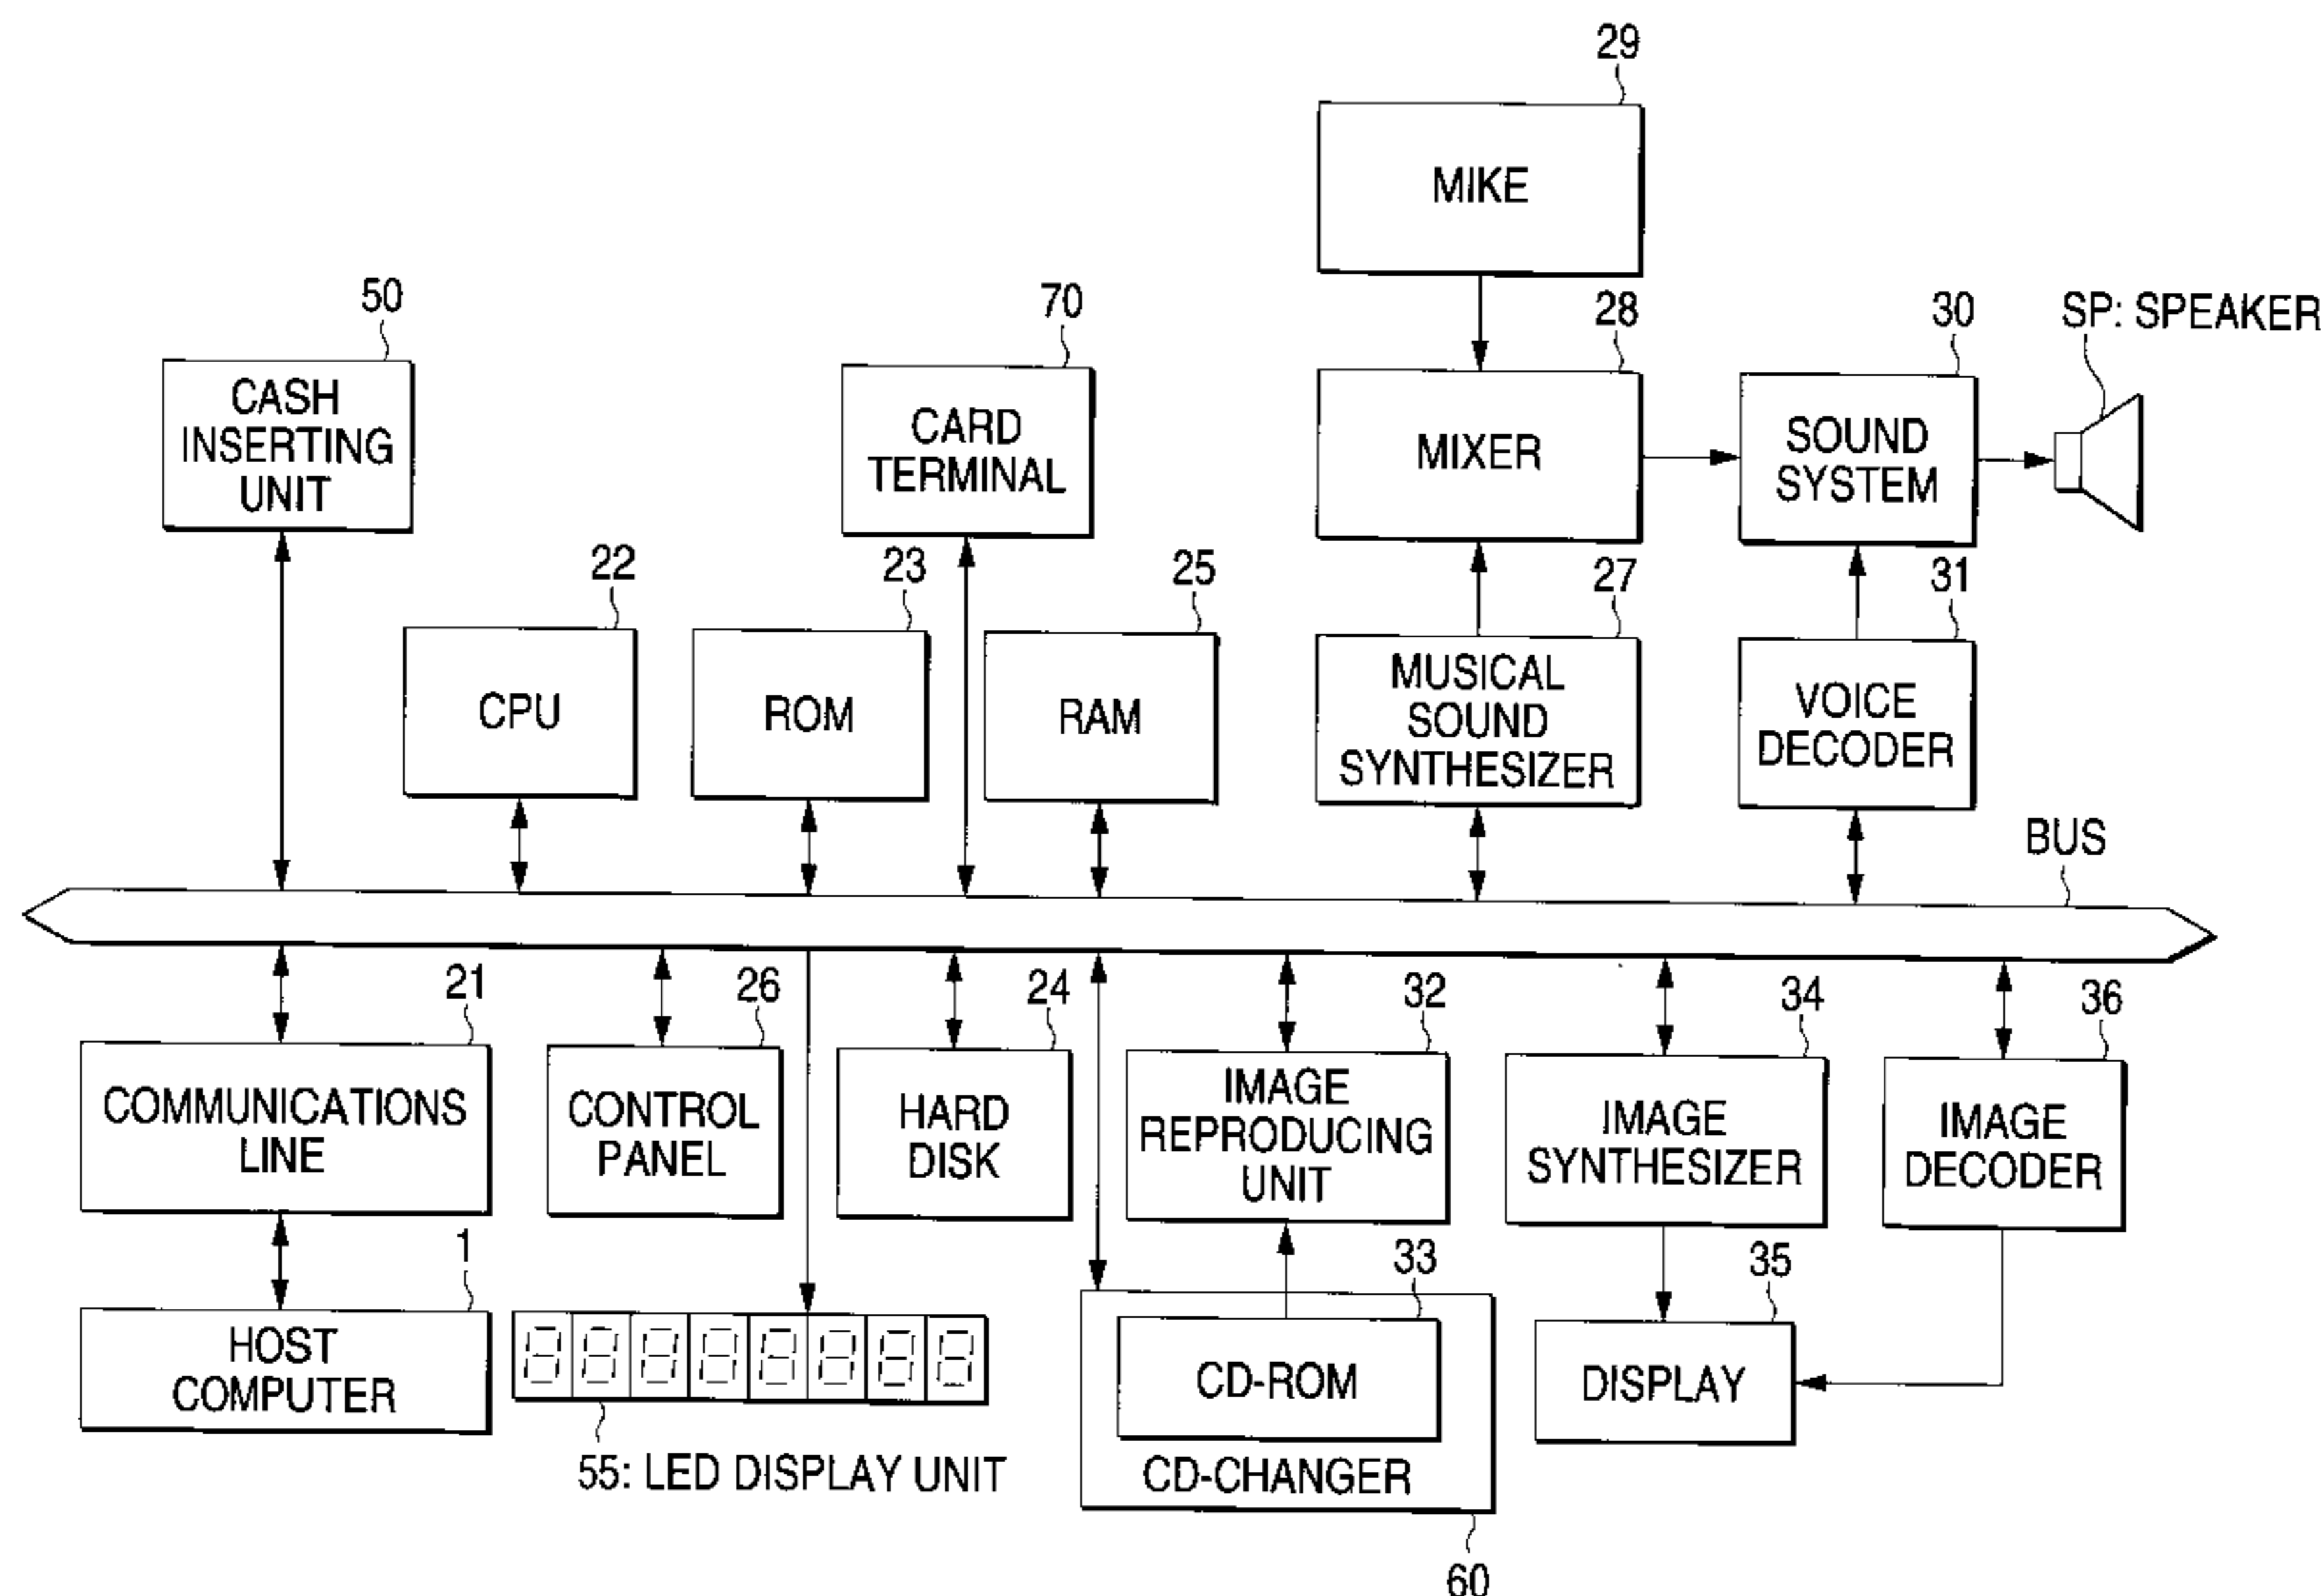 29
MIKE
50
CASH
INSERTING
UNIT
70
CARD
TERMINAL
28
MIXER
30
SOUND
SYSTEM
SP: SPEAKER
22
CPU
23
ROM
25
RAM
27
MUSICAL
SOUND
SYNTHESIZER
31
VOICE
DECODER
BUS
21
COMMUNICATIONS
LINE
26
CONTROL
PANEL
24
HARD
DISK
32
IMAGE
REPRODUCING
UNIT
34
IMAGE
SYNTHESIZER
36
IMAGE
DECODER
1
HOST
COMPUTER
55: LED DISPLAY UNIT
33
CD-ROM
CD-CHANGER
60
35
DISPLAY